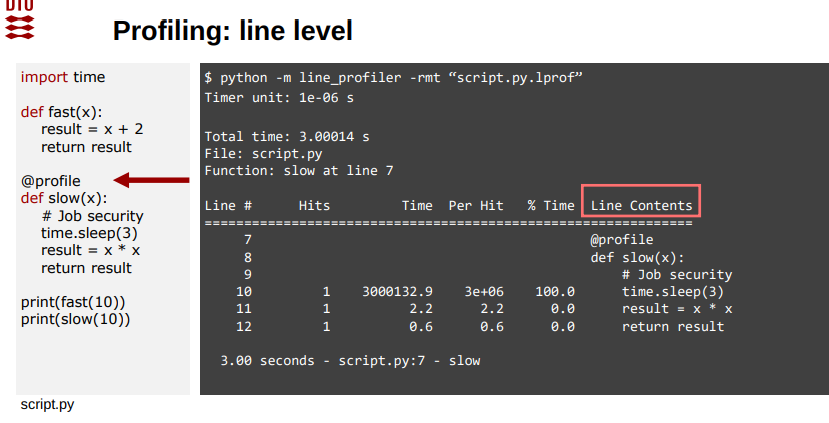 DTU
Profiling: line level
import time
def fast(x):
    result = x + 2
    return result
@profile
def slow(x):
    # Job security
    time.sleep(3)
    result = x * x
    return result
print(fast(10))
print(slow(10))
script.py
$ python -m line_profiler -rmt “script.py.lprof”
Timer unit: 1e-06 s
Total time: 3.00014 s
File: script.py
Function: slow at line 7
Line #      Hits         Time  Per Hit   % Time  Line Contents
==============================================================
     7                                           @profile
     8                                           def slow(x):
     9                                               # Job security
    10         1    3000132.9    3e+06    100.0      time.sleep(3)
    11         1          2.2      2.2      0.0      result = x * x
    12         1          0.6      0.6      0.0      return result
  3.00 seconds - script.py:7 - slow